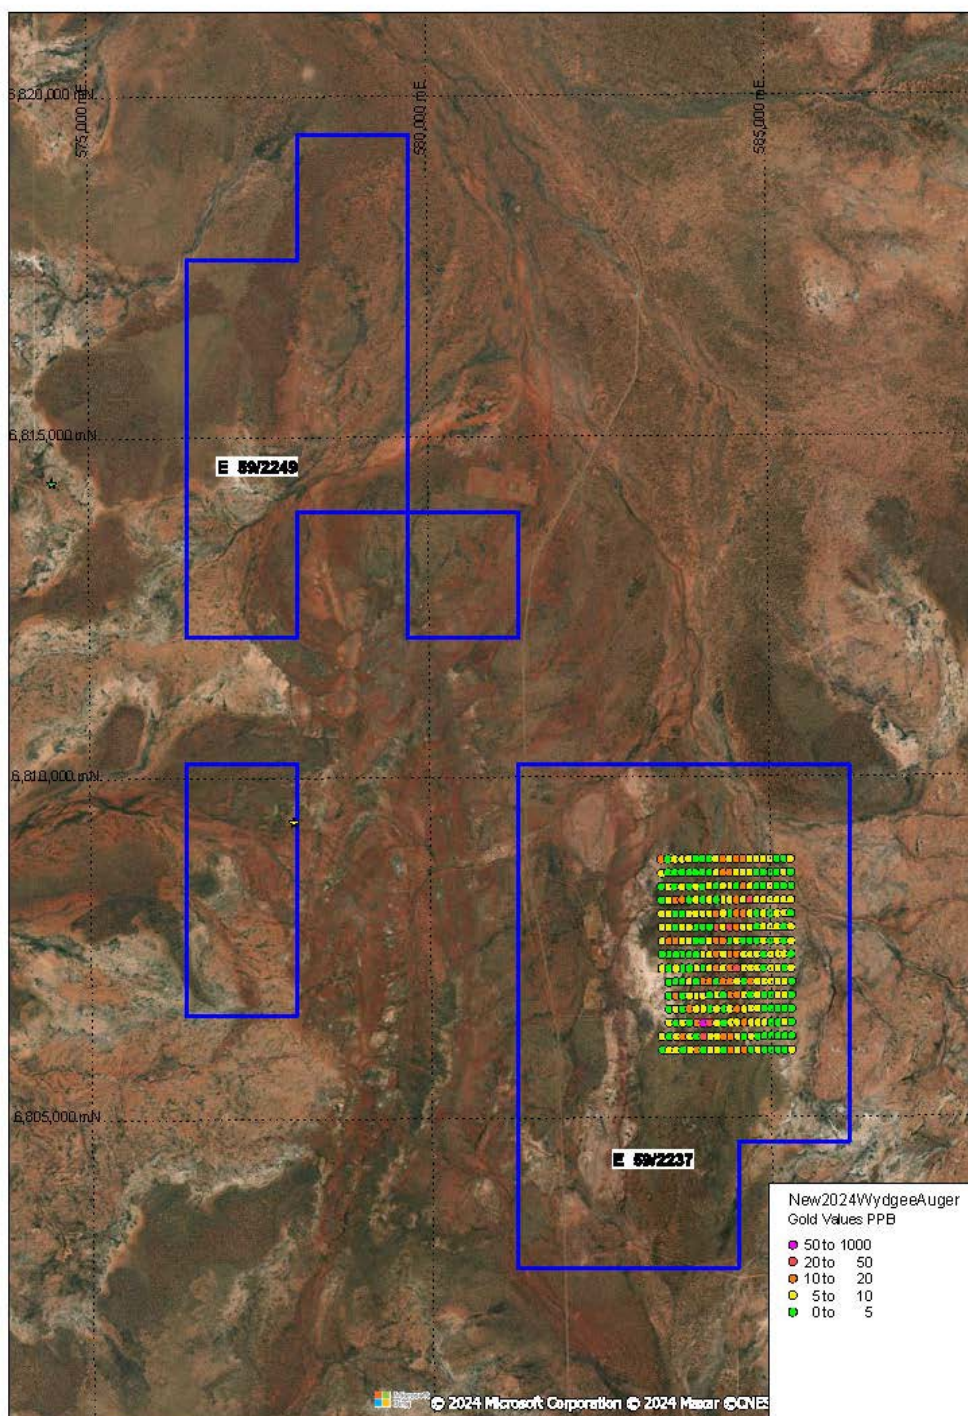 6,820,000 mN
575,000 mE
580,000 mE
585,000 mE
6,815,000 mN
E 59/2249
6,810,000 mN
6,805,000 mN
E 59/2237
New2024WydgeeAuger
Gold Values PPB
50 to 1000
20 to 50
10 to 20
5 to 10
0 to 5
© 2024 Microsoft Corporation © 2024 Maxar ©CNES